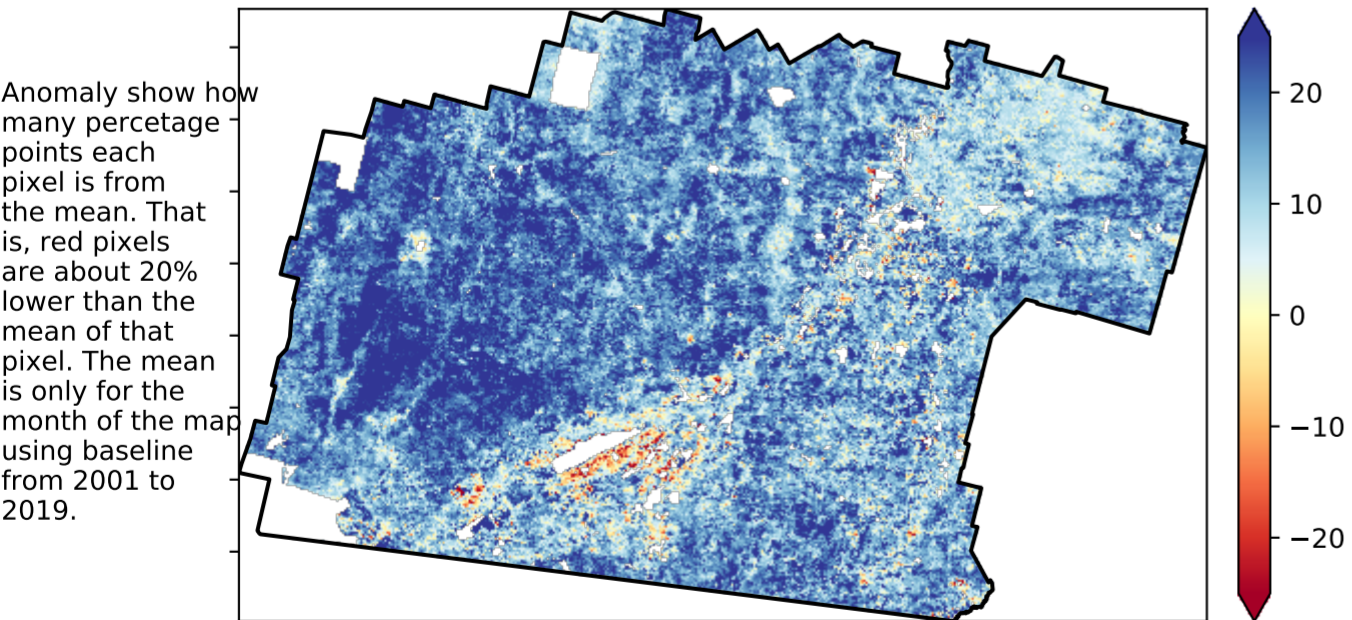 Anomaly show how
many percetage
points each
pixel is from
the mean. That
is, red pixels
are about 20%
lower than the
mean of that
pixel. The mean
is only for the
month of the map
using baseline
from 2001 to
2019.
20
10
0
−10
−20